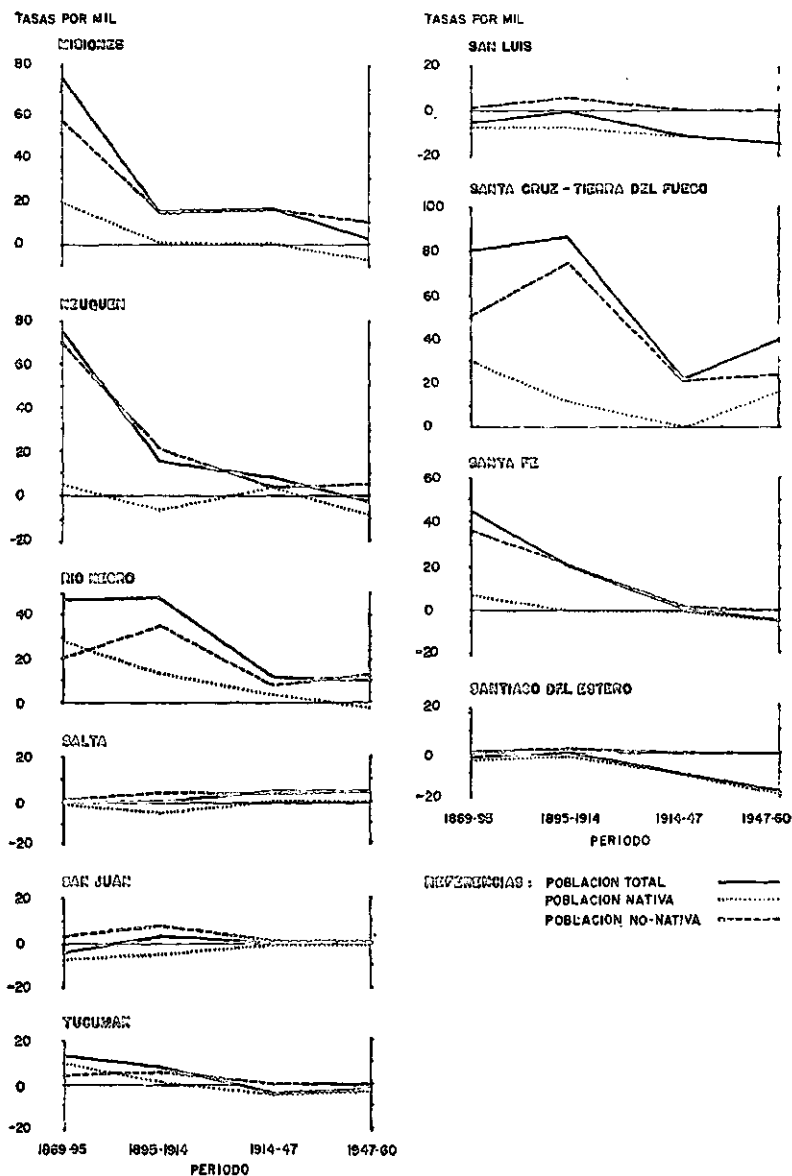 TASAS POR MIL
MISIONES
80
60
40
20
0
NEUQUEN
80
60
40
20
0
-20
RIO NEGRO
40
20
0
SALTA
20
0
-20
SAN JUAN
20
0
-20
TUCUMAN
20
0
-20
1869-95 1895-1914 1914-47 1947-60
PERIODO
TASAS POR MIL
SAN LUIS
20
0
-20
SANTA CRUZ - TIERRA DEL FUEGO
100
80
60
40
20
0
SANTA FE
60
40
20
0
-20
SANTIAGO DEL ESTERO
20
0
-20
1869-95 1895-1914 1914-47 1947-60
PERIODO
REFERENCIAS: POBLACION TOTAL
POBLACION NATIVA
POBLACION NO-NATIVA